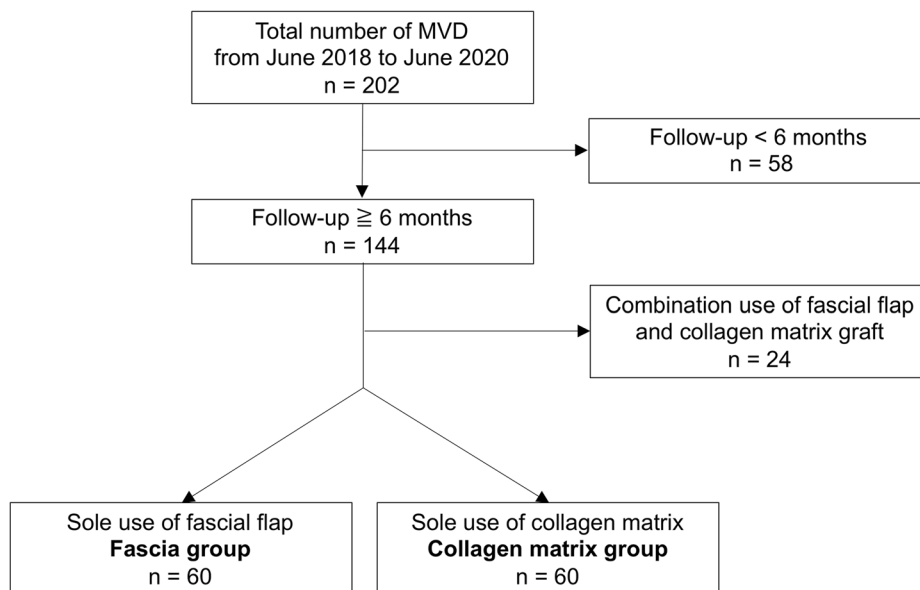 Total number of MVD
from June 2018 to June 2020
n = 202
Follow-up < 6 months
n = 58
Follow-up ≧ 6 months
n = 144
Combination use of fascial flap
and collagen matrix graft
n = 24
Sole use of fascial flap
Fascia group
n = 60
Sole use of collagen matrix
Collagen matrix group
n = 60